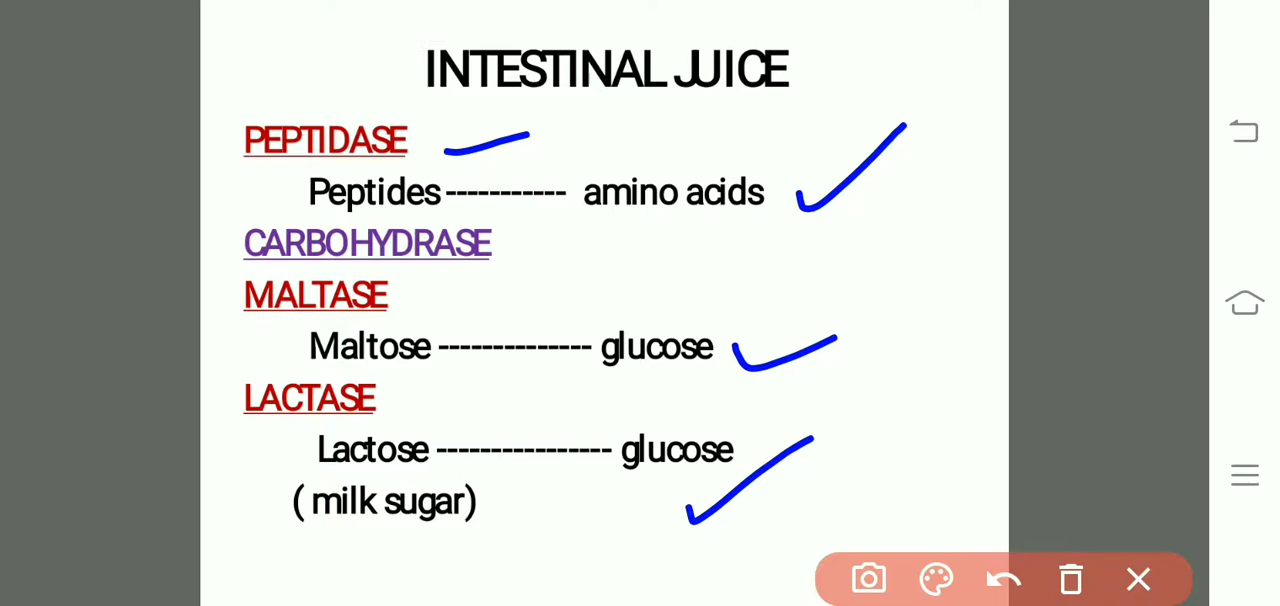 INTESTINAL JUICE
PEPTIDASE
Peptides ----------- amino acids
CARBOHYDRASE
MALTASE
Maltose -------------- glucose
LACTASE
Lactose ---------------- glucose
( milk sugar)